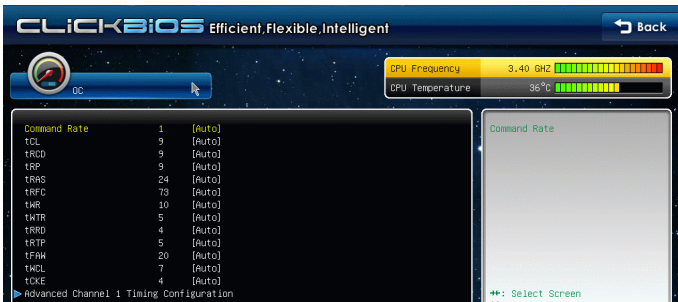 CLiCKBIOS Efficient,Flexible,Intelligent
Back
OC
CPU Frequency 3.40 GHZ
CPU Temperature 36°C
Command Rate 1 [Auto]
tCL 9 [Auto]
tRCD 9 [Auto]
tRP 9 [Auto]
tRAS 24 [Auto]
tRFC 73 [Auto]
tWR 10 [Auto]
tWTR 5 [Auto]
tRRD 4 [Auto]
tRTP 5 [Auto]
tFAW 20 [Auto]
tWCL 7 [Auto]
tCKE 4 [Auto]
Advanced Channel 1 Timing Configuration
Command Rate
: Select Screen